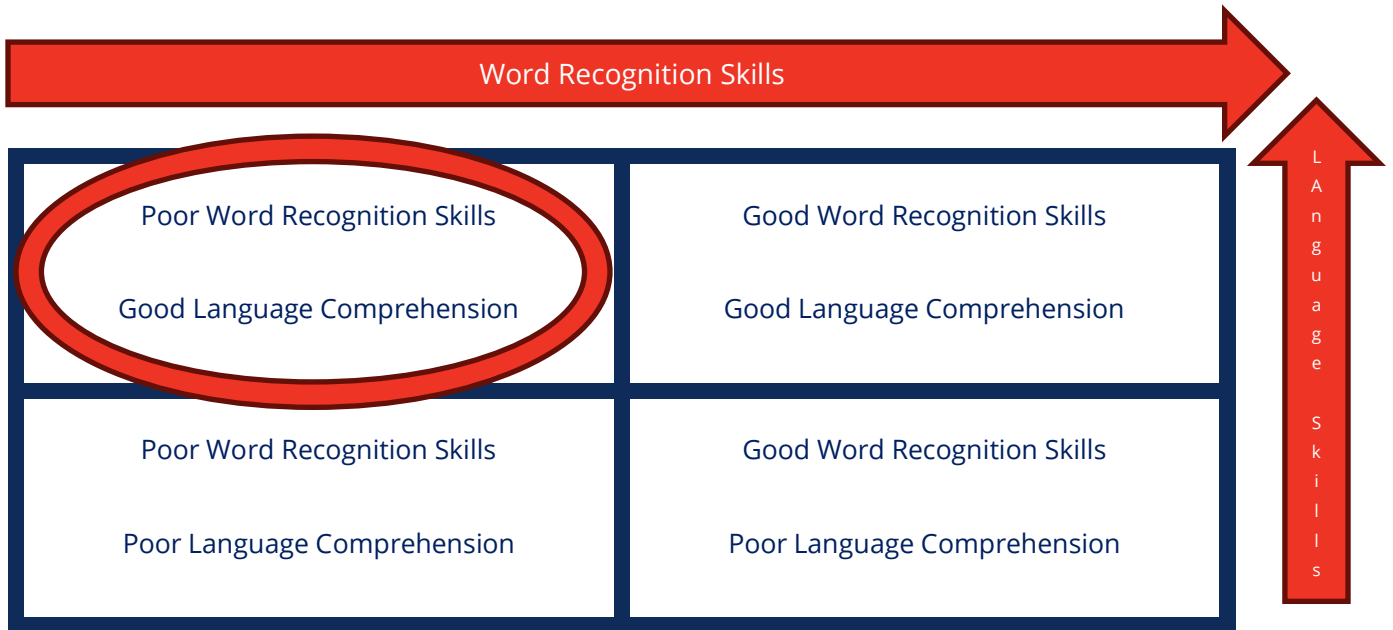 Word Recognition Skills
Poor Word Recognition Skills
Good Language Comprehension
Good Word Recognition Skills
Good Language Comprehension
Poor Word Recognition Skills
Poor Language Comprehension
Good Word Recognition Skills
Poor Language Comprehension
LAnguage Skills